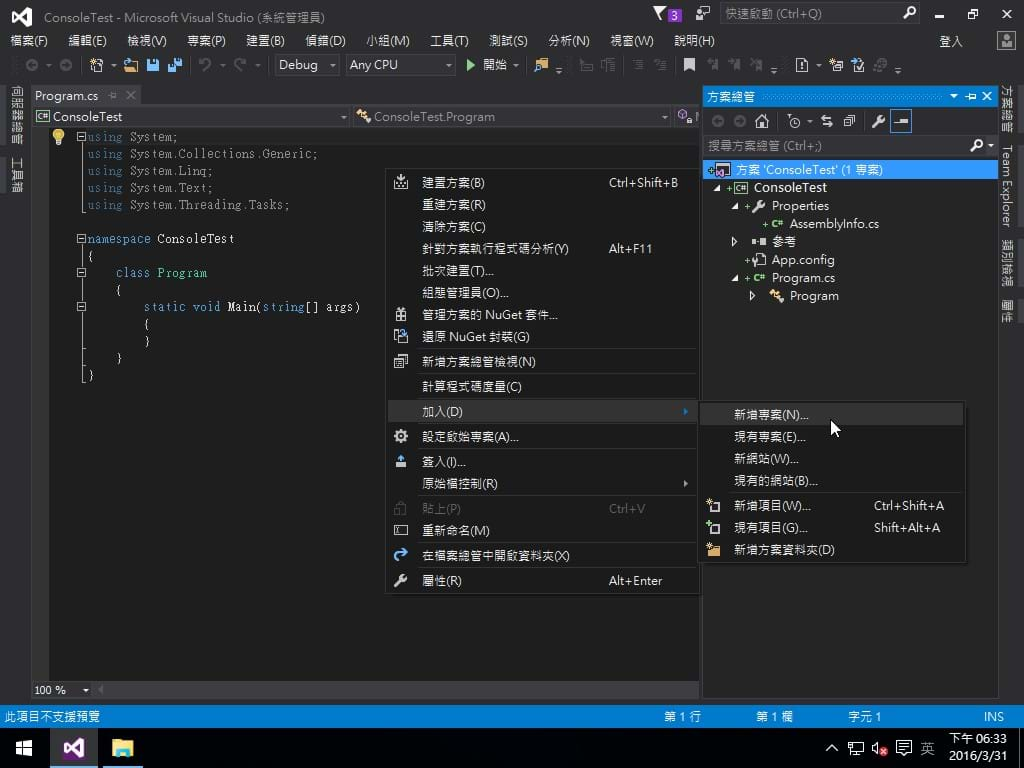 ConsoleTest - Microsoft Visual Studio (系統管理員)
3
快速啟動 (Ctrl+Q)
檔案(F) 編輯(E) 檢視(V) 專案(P) 建置(B) 偵錯(D) 小組(M) 工具(T) 測試(S) 分析(N) 視窗(W) 說明(H) 登入
Debug Any CPU 開始
伺服器總管
工具箱
Program.cs
ConsoleTest ConsoleTest.Program
using System;
using System.Collections.Generic;
using System.Linq;
using System.Text;
using System.Threading.Tasks;
namespace ConsoleTest
{
class Program
{
static void Main(string[] args)
{
}
}
}
100 %
建置方案(B) Ctrl+Shift+B
重建方案(R)
清除方案(C)
針對方案執行程式碼分析(Y) Alt+F11
批次建置(T)...
組態管理員(O)...
管理方案的 NuGet 套件...
還原 NuGet 封裝(G)
新增方案總管檢視(N)
計算程式碼度量(C)
加入(D)
設定啟始專案(A)...
簽入(I)...
原始檔控制(R)
貼上(P) Ctrl+V
重新命名(M)
在檔案總管中開啟資料夾(X)
屬性(R) Alt+Enter
新增專案(N)...
現有專案(E)...
新網站(W)...
現有的網站(B)...
新增項目(W)... Ctrl+Shift+A
現有項目(G)... Shift+Alt+A
新增方案資料夾(D)
方案總管
搜尋方案總管 (Ctrl+;)
方案 'ConsoleTest' (1 專案)
ConsoleTest
Properties
AssemblyInfo.cs
參考
App.config
Program.cs
Program
方案總管
Team Explorer
類別檢視
屬性
此項目不支援預覽 第 1 行 第 1 欄 字元 1 INS
英
下午 06:33
2016/3/31